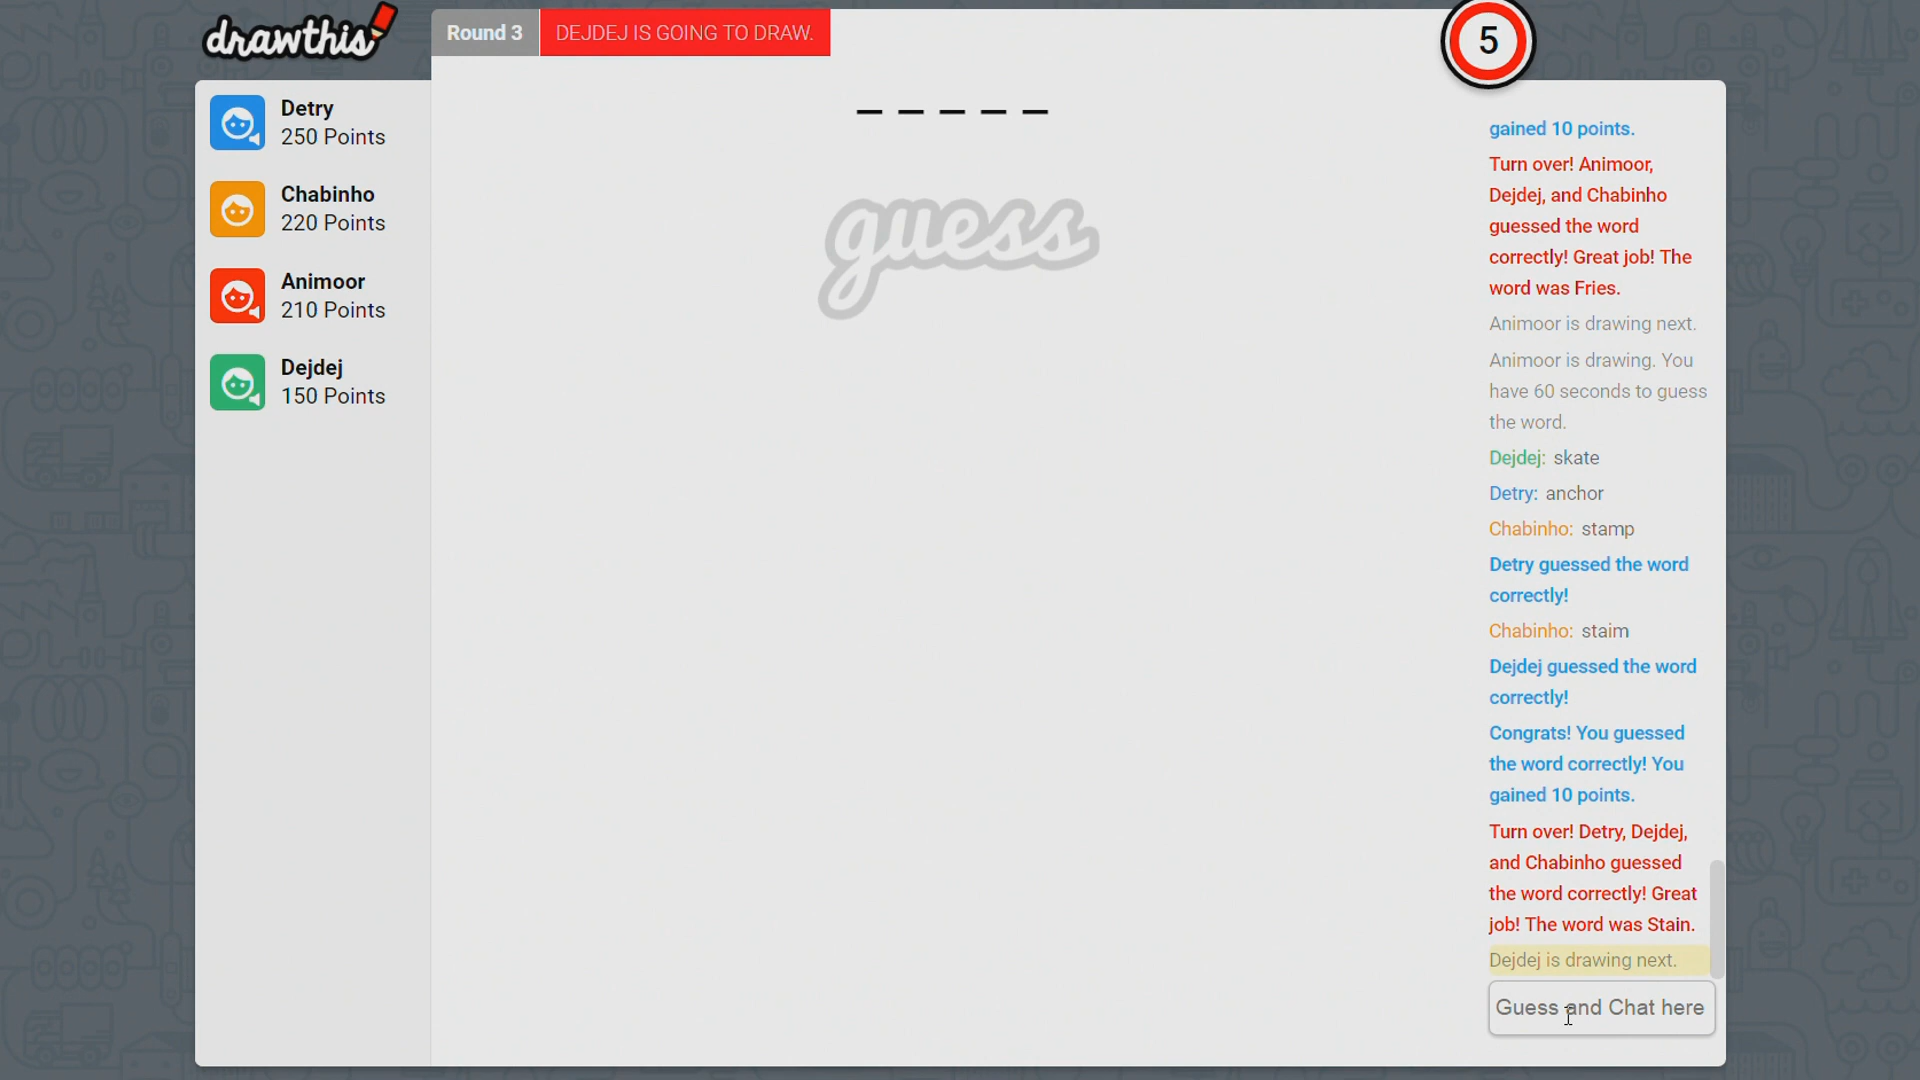 drawthis
Round 3
DEJDEJ IS GOING TO DRAW.
5
Detry
250 Points
Chabinho
220 Points
Animoor
210 Points
Dejdej
150 Points
_ _ _ _ _
guess
gained 10 points.
Turn over! Animoor,
Dejdej, and Chabinho
guessed the word
correctly! Great job! The
word was Fries.
Animoor is drawing next.
Animoor is drawing. You
have 60 seconds to guess
the word.
Dejdej: skate
Detry: anchor
Chabinho: stamp
Detry guessed the word
correctly!
Chabinho: staim
Dejdej guessed the word
correctly!
Congrats! You guessed
the word correctly! You
gained 10 points.
Turn over! Detry, Dejdej,
and Chabinho guessed
the word correctly! Great
job! The word was Stain.
Dejdej is drawing next.
Guess and Chat here